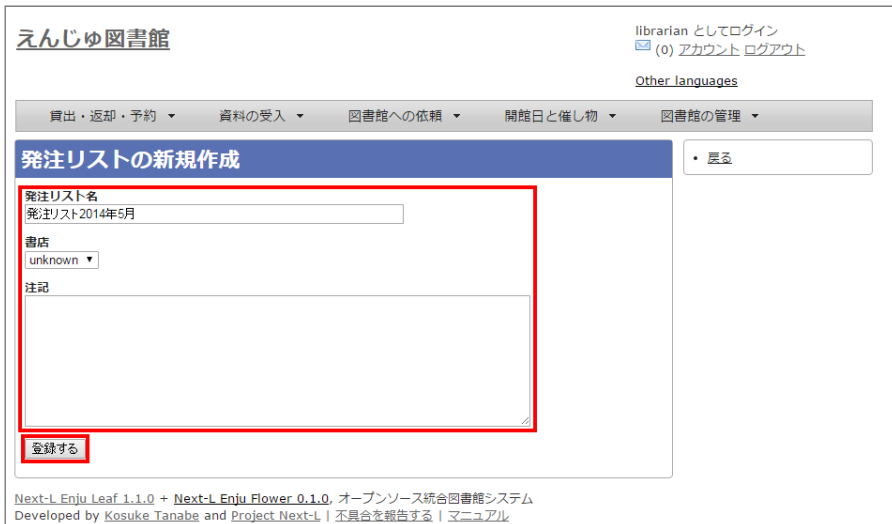 えんじゅ図書館
librarian としてログイン
(0) アカウント ログアウト
Other languages
貸出・返却・予約 ▼ 資料の受入 ▼ 図書館への依頼 ▼ 開館日と催し物 ▼ 図書館の管理 ▼
発注リストの新規作成
• 戻る
発注リスト名
発注リスト2014年5月
書店
unknown ▼
注記
登録する
Next-L Enju Leaf 1.1.0 + Next-L Enju Flower 0.1.0, オープンソース統合図書館システム
Developed by Kosuke Tanabe and Project Next-L | 不具合を報告する | マニュアル